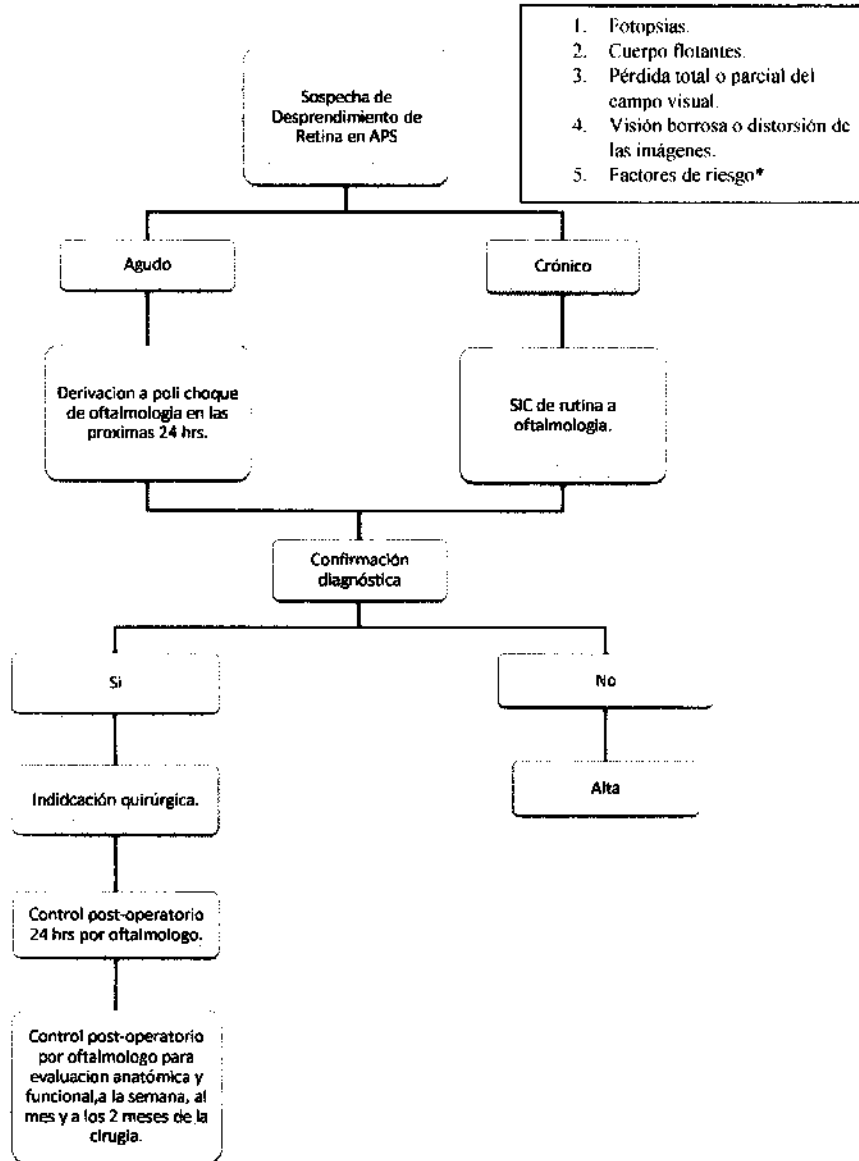 1. Fotopsias.
2. Cuerpo flotantes.
3. Pérdida total o parcial del
campo visual.
4. Visión borrosa o distorsión de
las imágenes.
5. Factores de riesgo*
Sospecha de
Desprendimiento de
Retina en APS
Agudo
Crónico
Derivacion a poli choque
de oftalmologia en las
proximas 24 hrs.
SIC de rutina a
oftalmologia.
Confirmación
diagnóstica
Si
No
Indidcación quirúrgica.
Alta
Control post-operatorio
24 hrs por oftalmologo.
Control post-operatorio
por oftalmologo para
evaluacion anatómica y
funcional,a la semana, al
mes y a los 2 meses de la
cirugia.